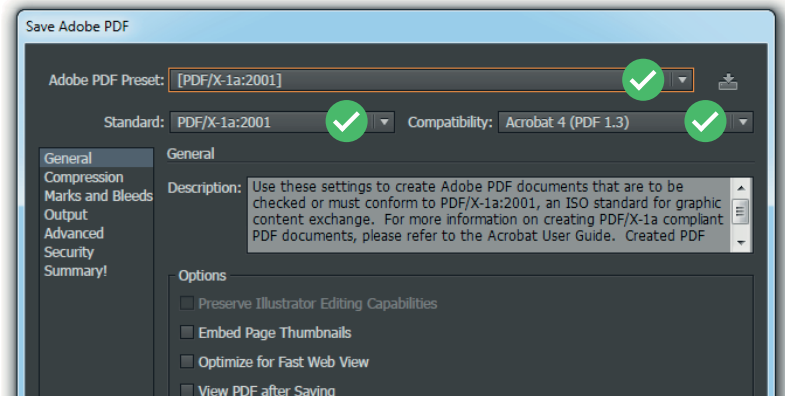 Save Adobe PDF
Adobe PDF Preset: [PDF/X-1a:2001]
Standard: PDF/X-1a:2001 Compatibility: Acrobat 4 (PDF 1.3)
General
Compression
Marks and Bleeds
Output
Advanced
Security
Summary!
General
Description: Use these settings to create Adobe PDF documents that are to be
checked or must conform to PDF/X-1a:2001, an ISO standard for graphic
content exchange. For more information on creating PDF/X-1a compliant
PDF documents, please refer to the Acrobat User Guide. Created PDF
Options
Preserve Illustrator Editing Capabilities
Embed Page Thumbnails
Optimize for Fast Web View
View PDF after Saving